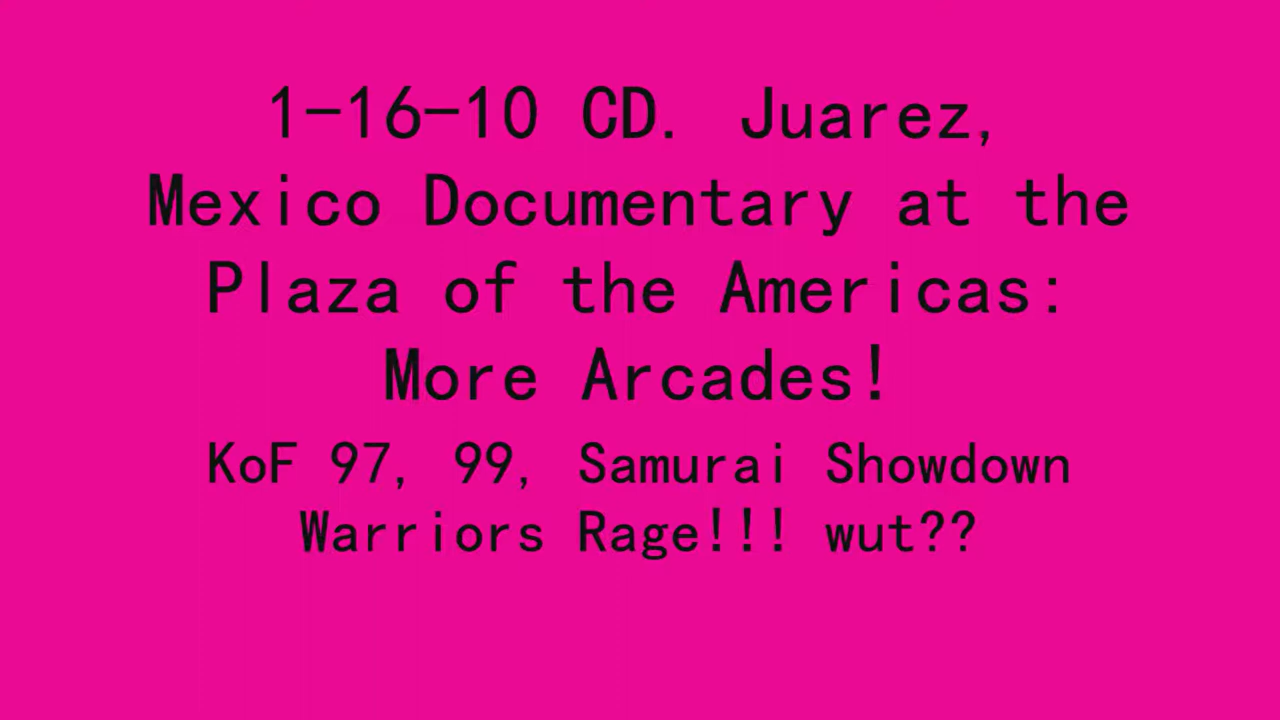 1-16-10 CD. Juarez,
Mexico Documentary at the
Plaza of the Americas:
More Arcades!
KoF 97, 99, Samurai Showdown
Warriors Rage!!! wut??